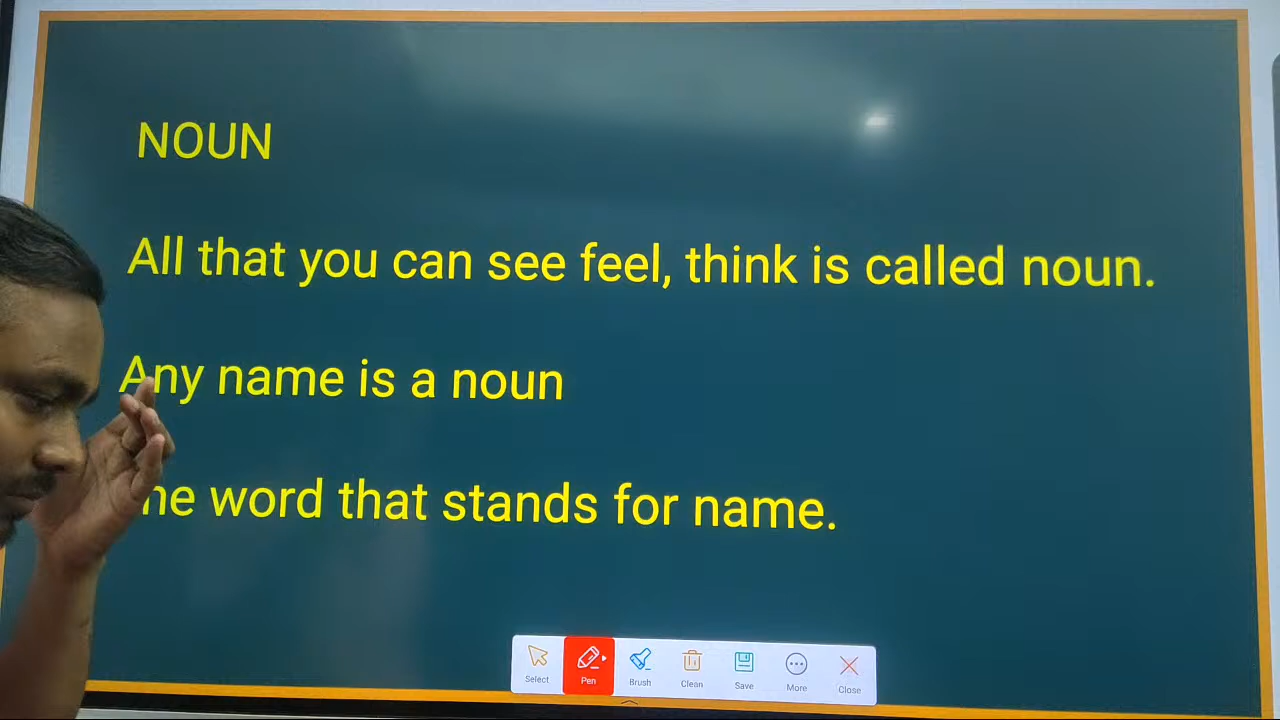 NOUN
All that you can see feel, think is called noun.
Any name is a noun
word that stands for name.
Select Pen Brush Clean Save More Close